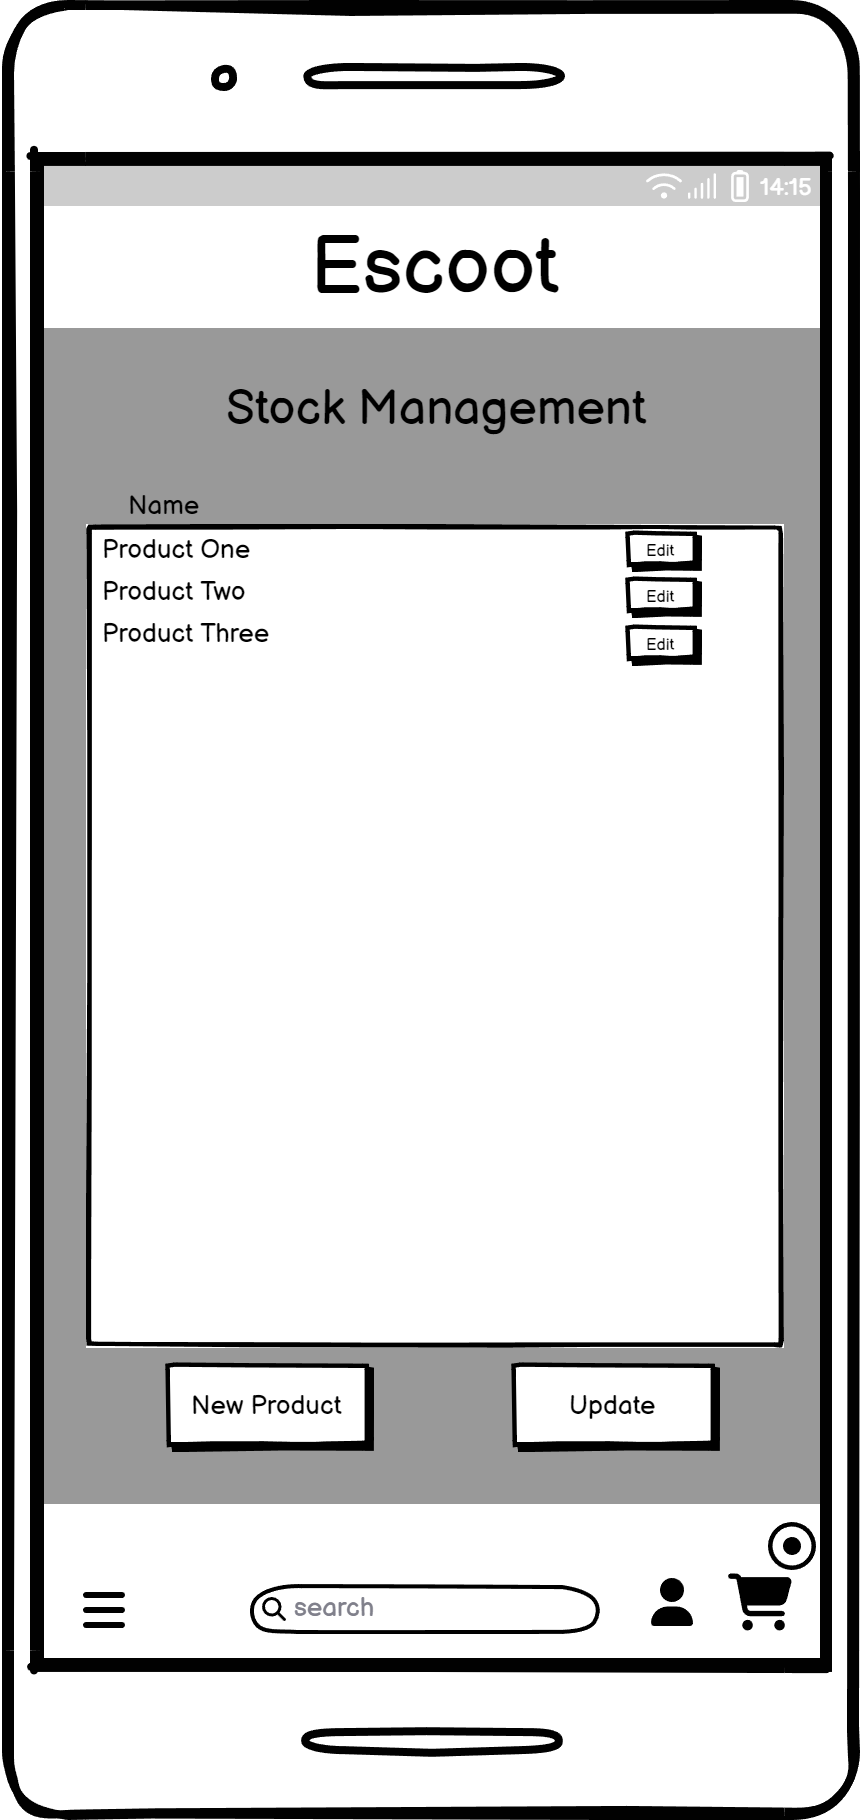 14:15
Escoot
Stock Management
Name
Product One Edit
Product Two Edit
Product Three Edit
New Product Update
search